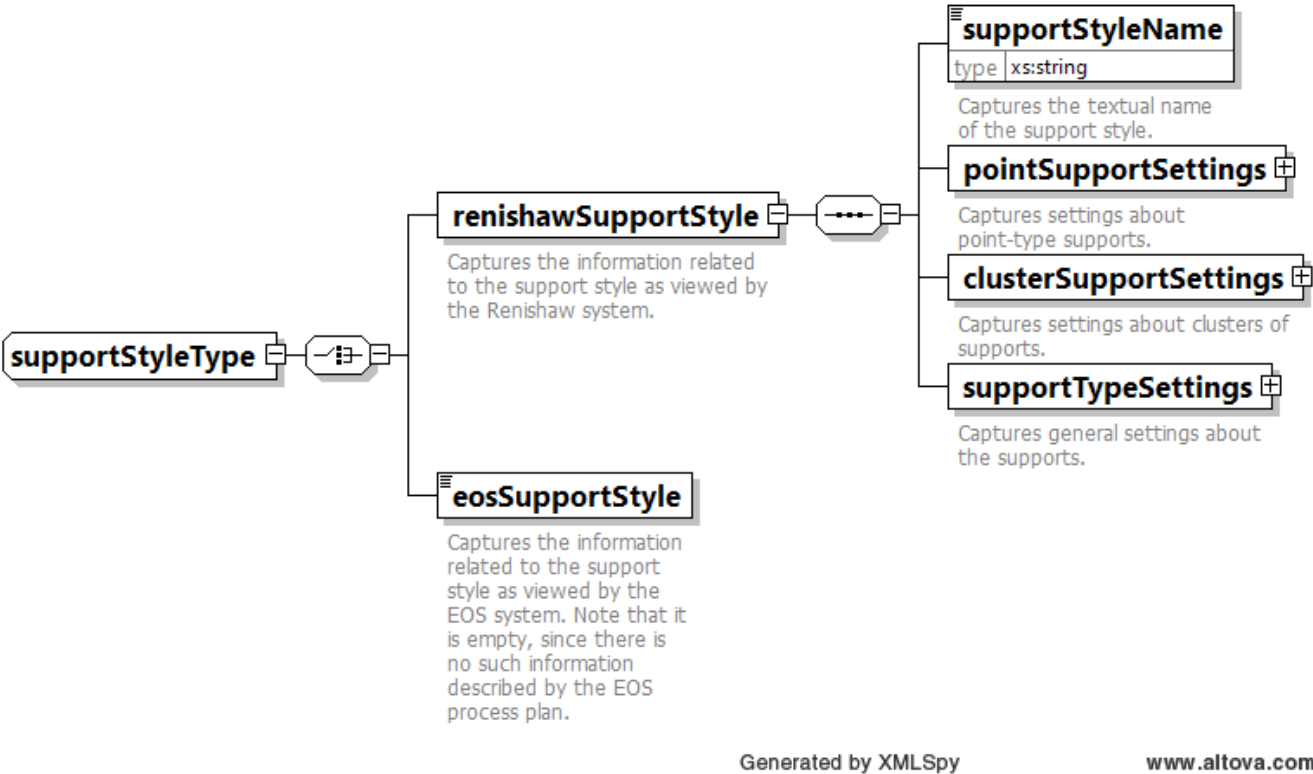 supportStyleType
renishawSupportStyle
Captures the information related
to the support style as viewed by
the Renishaw system.
supportStyleName
type xs:string
Captures the textual name
of the support style.
pointSupportSettings
Captures settings about
point-type supports.
clusterSupportSettings
Captures settings about clusters of
supports.
supportTypeSettings
Captures general settings about
the supports.
eosSupportStyle
Captures the information
related to the support
style as viewed by the
EOS system. Note that it
is empty, since there is
no such information
described by the EOS
process plan.
Generated by XMLSpy
www.altova.com